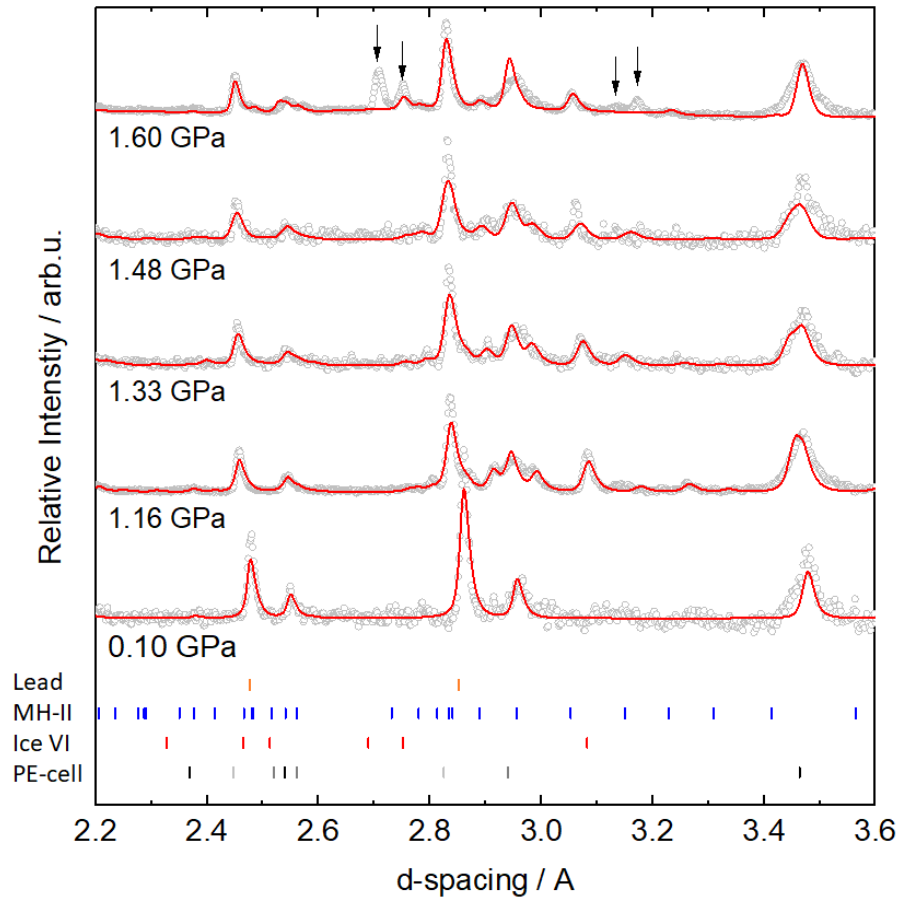 1.60 GPa
1.48 GPa
1.33 GPa
1.16 GPa
0.10 GPa
Relative Intenstiy / arb.u.
Lead
MH-II
Ice VI
PE-cell
2.2 2.4 2.6 2.8 3.0 3.2 3.4 3.6
d-spacing / A